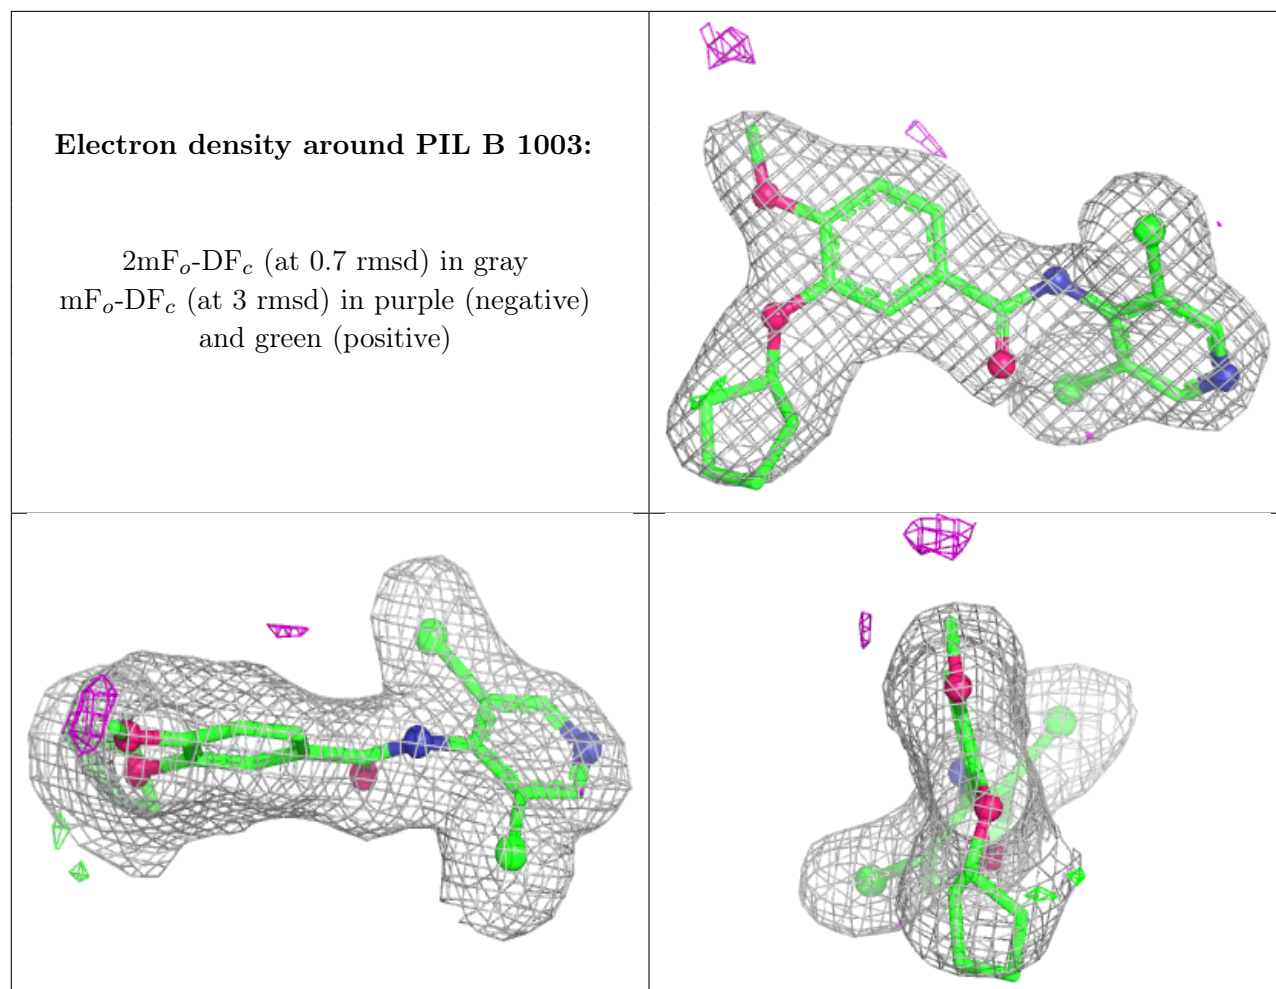 Electron density around PIL B 1003:
2mFo-DFc (at 0.7 rmsd) in gray
mFo-DFc (at 3 rmsd) in purple (negative)
and green (positive)